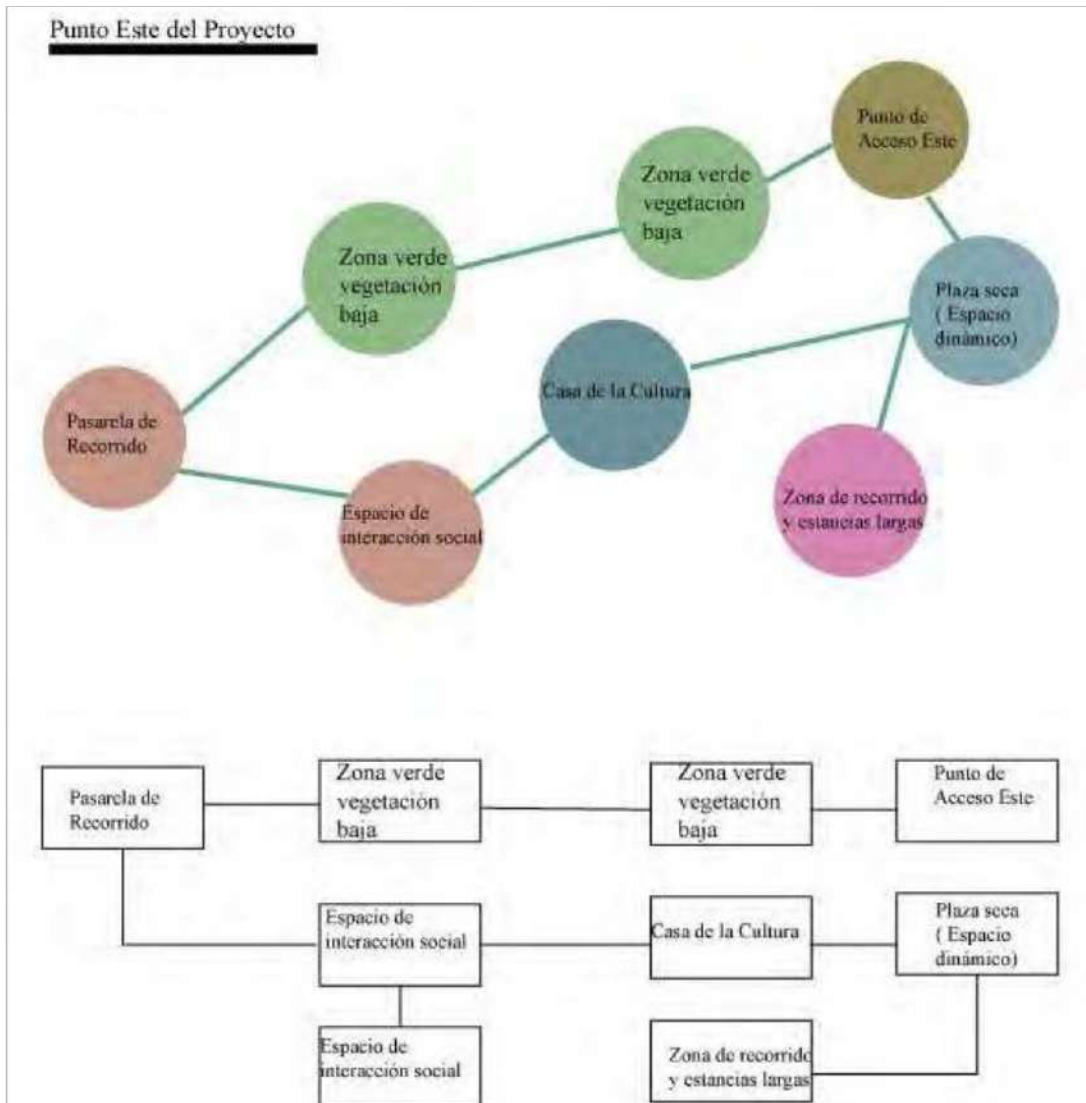 Punto Este del Proyecto
Punto de
Acceso Este
Zona verde
vegetación
baja
Zona verde
vegetación
baja
Plaza seca
( Espacio
dinámico)
Casa de la Cultura
Pasarela de
Recorrido
Zona de recorrido
y estancias largas
Espacio de
interacción social
Pasarela de
Recorrido
Zona verde
vegetación
baja
Zona verde
vegetación
baja
Punto de
Acceso Este
Espacio de
interacción social
Casa de la Cultura
Plaza seca
( Espacio
dinámico)
Espacio de
interacción social
Zona de recorrido
y estancias largas